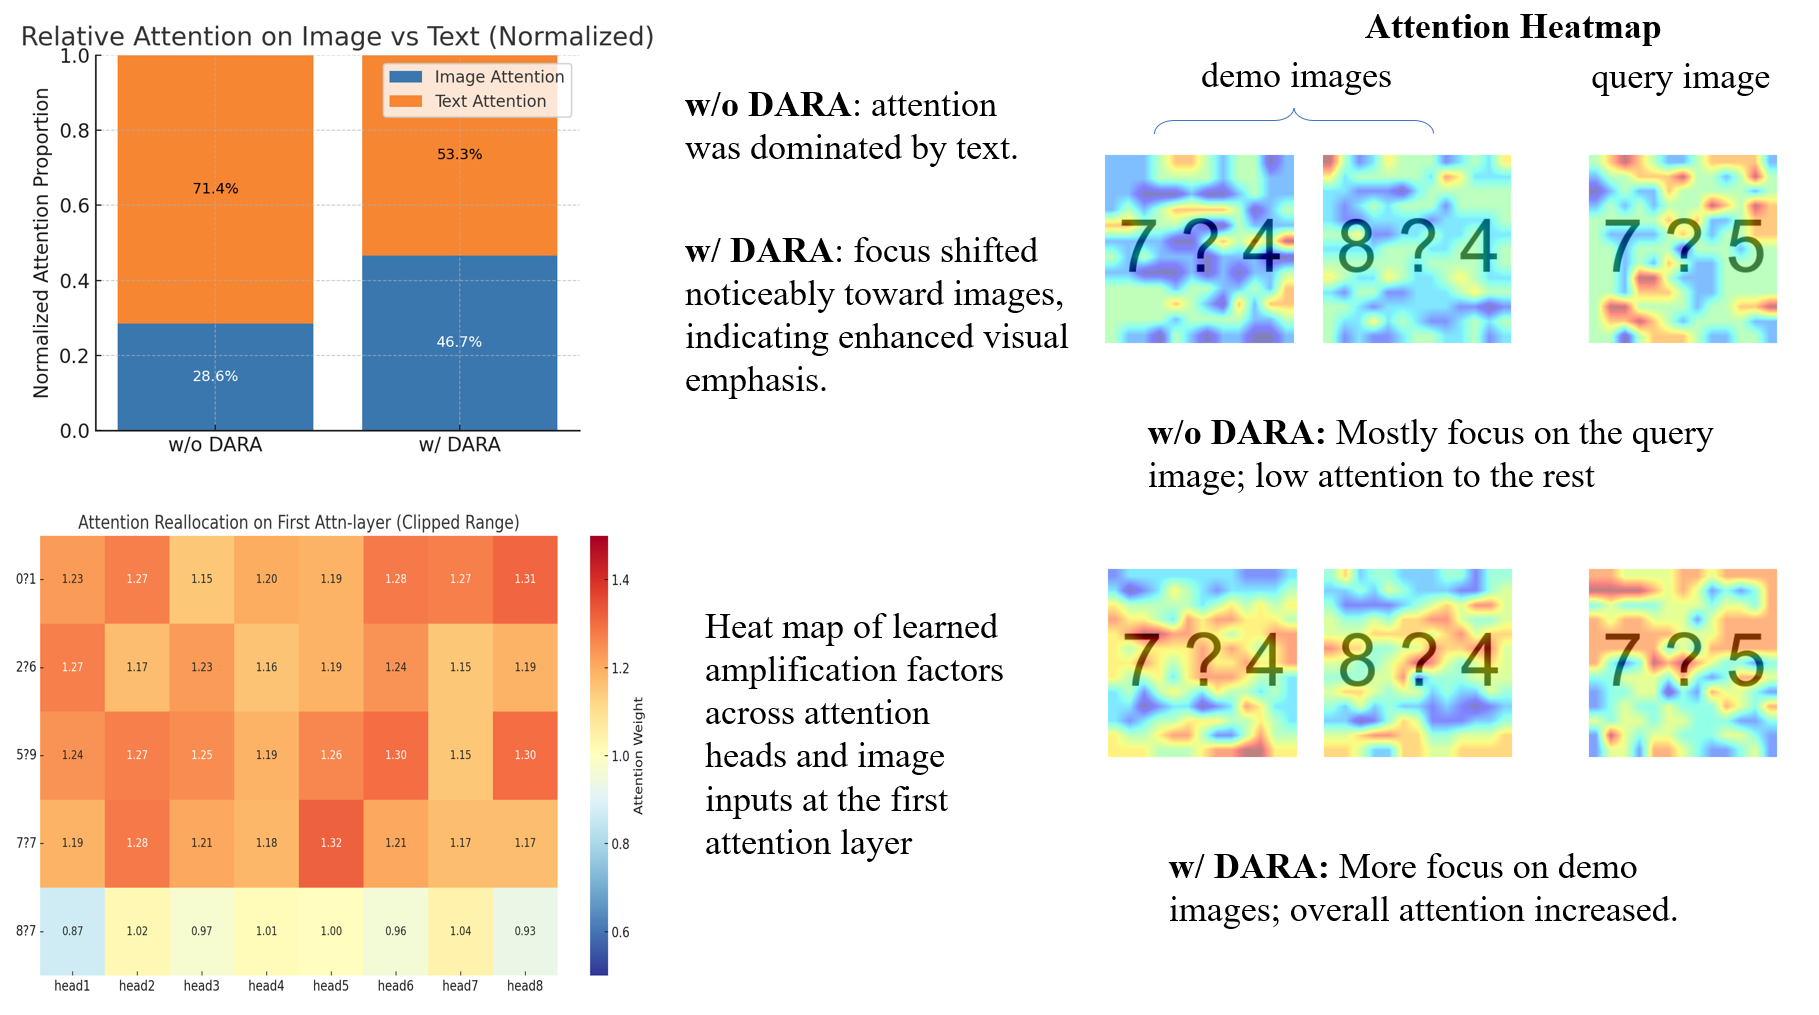 Relative Attention on Image vs Text (Normalized)
Normalized Attention Proportion
1.0
0.8
0.6
0.4
0.2
0.0
Image Attention
Text Attention
71.4%
28.6%
53.3%
46.7%
w/o DARA
w/ DARA
w/o DARA: attention
was dominated by text.
w/ DARA: focus shifted
noticeably toward images,
indicating enhanced visual
emphasis.
Attention Heatmap
demo images
query image
7 ? 4
8 ? 4
7 ? 5
w/o DARA: Mostly focus on the query
image; low attention to the rest
Attention Reallocation on First Attn-layer (Clipped Range)
0?1 1.23 1.27 1.15 1.20 1.19 1.28 1.27 1.31
2?6 1.27 1.17 1.23 1.16 1.19 1.24 1.15 1.19
5?9 1.24 1.27 1.25 1.19 1.26 1.30 1.15 1.30
7?7 1.19 1.28 1.21 1.18 1.32 1.21 1.17 1.17
8?7 0.87 1.02 0.97 1.01 1.00 0.96 1.04 0.93
head1 head2 head3 head4 head5 head6 head7 head8
1.4
1.2
1.0
0.8
0.6
Attention Weight
Heat map of learned
amplification factors
across attention
heads and image
inputs at the first
attention layer
7 ? 4
8 ? 4
7 ? 5
w/ DARA: More focus on demo
images; overall attention increased.